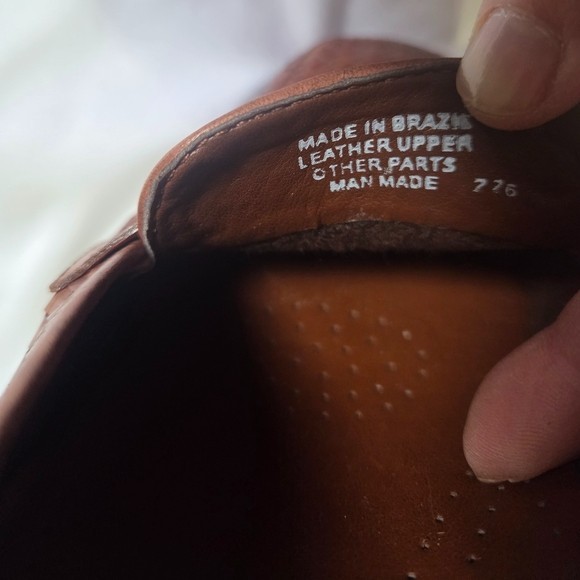 MADE IN BRAZIL
LEATHER UPPER
OTHER PARTS
MAN MADE 776